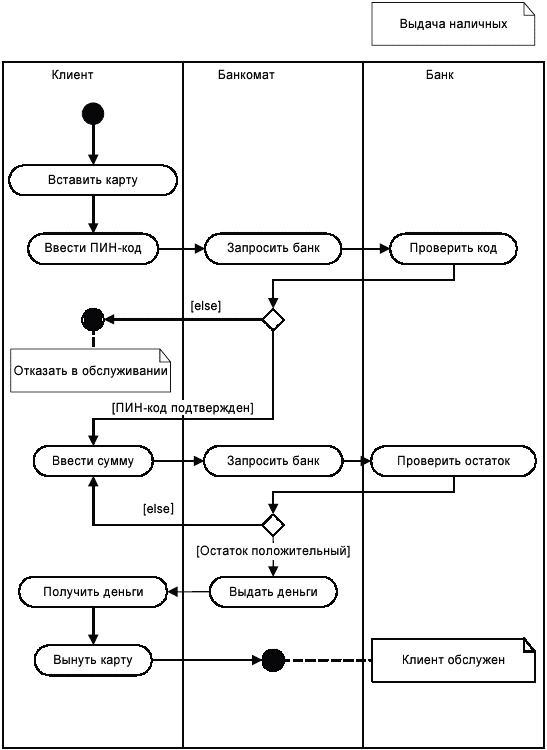 Выдача наличных
Клиент
Банкомат
Банк
Вставить карту
Ввести ПИН-код
Запросить банк
Проверить код
[else]
Отказать в обслуживании
[ПИН-код подтвержден]
Ввести сумму
Запросить банк
Проверить остаток
[else]
[Остаток положительный]
Получить деньги
Выдать деньги
Вынуть карту
Клиент обслужен